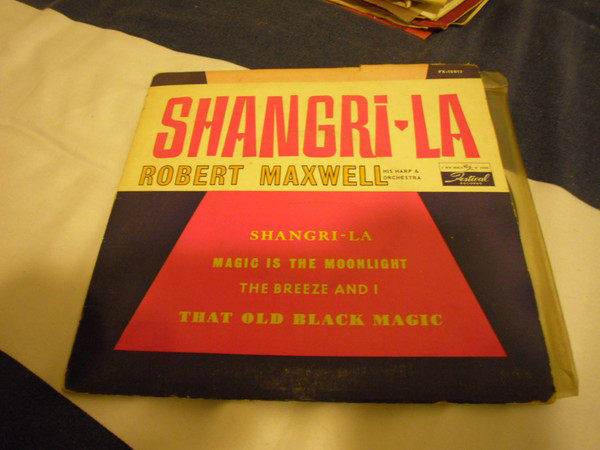 SHANGRi-LA
ROBERT MAXWELL HIS HARP & ORCHESTRA
Festival
RECORDS
SHANGRI-LA
MAGIC IS THE MOONLIGHT
THE BREEZE AND I
THAT OLD BLACK MAGIC